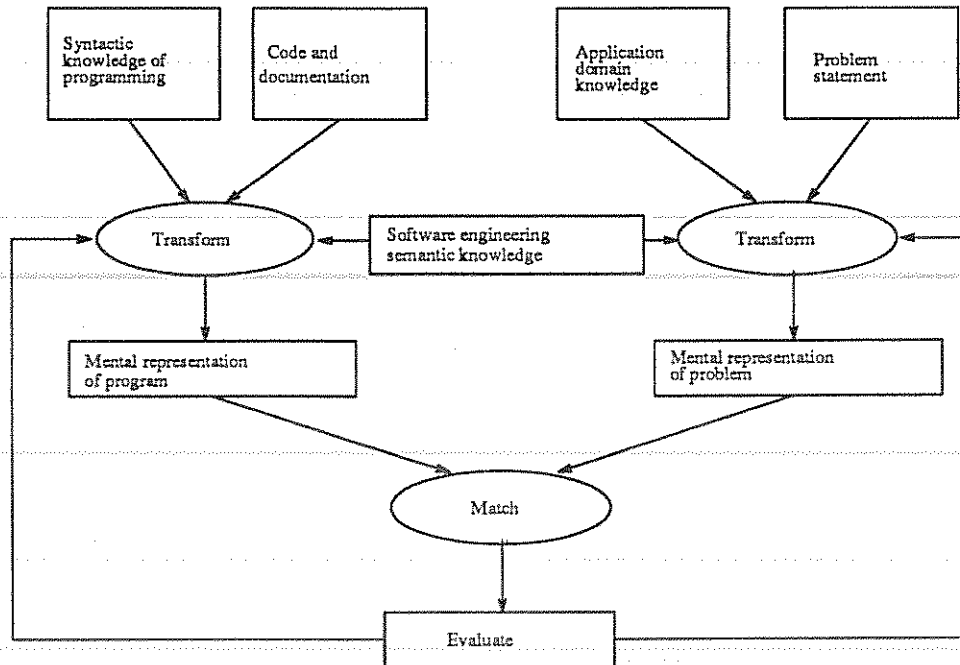 Syntactic
knowledge of
programming
Code and
documentation
Application
domain
knowledge
Problem
statement
Transform
Software engineering
semantic knowledge
Transform
Mental representation
of program
Mental representation
of problem
Match
Evaluate